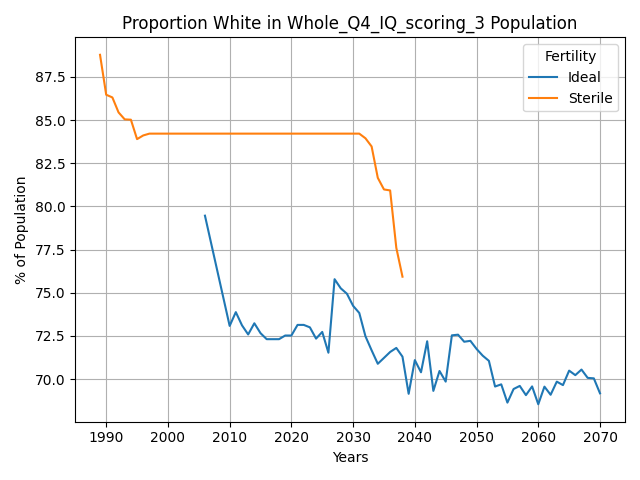 Proportion White in Whole_Q4_IQ_scoring_3 Population
Fertility
Ideal
Sterile
% of Population
87.5
85.0
82.5
80.0
77.5
75.0
72.5
70.0
1990 2000 2010 2020 2030 2040 2050 2060 2070
Years